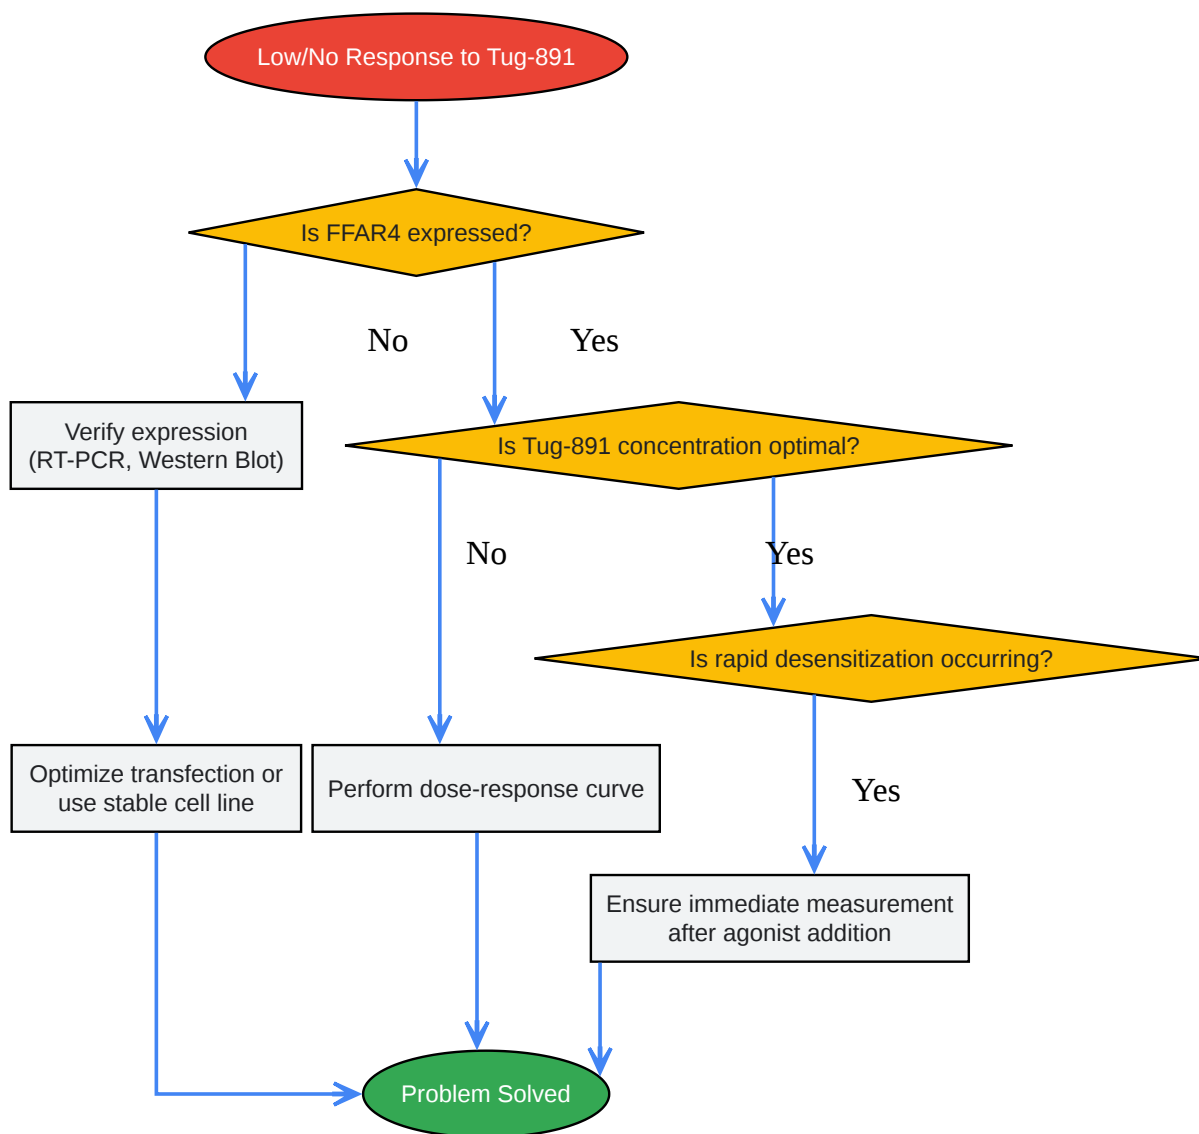 Low/No Response to Tug-891
Is FFAR4 expressed?
No
Yes
Verify expression
(RT-PCR, Western Blot)
Is Tug-891 concentration optimal?
No
Yes
Is rapid desensitization occurring?
Optimize transfection or
use stable cell line
Perform dose-response curve
Yes
Ensure immediate measurement
after agonist addition
Problem Solved